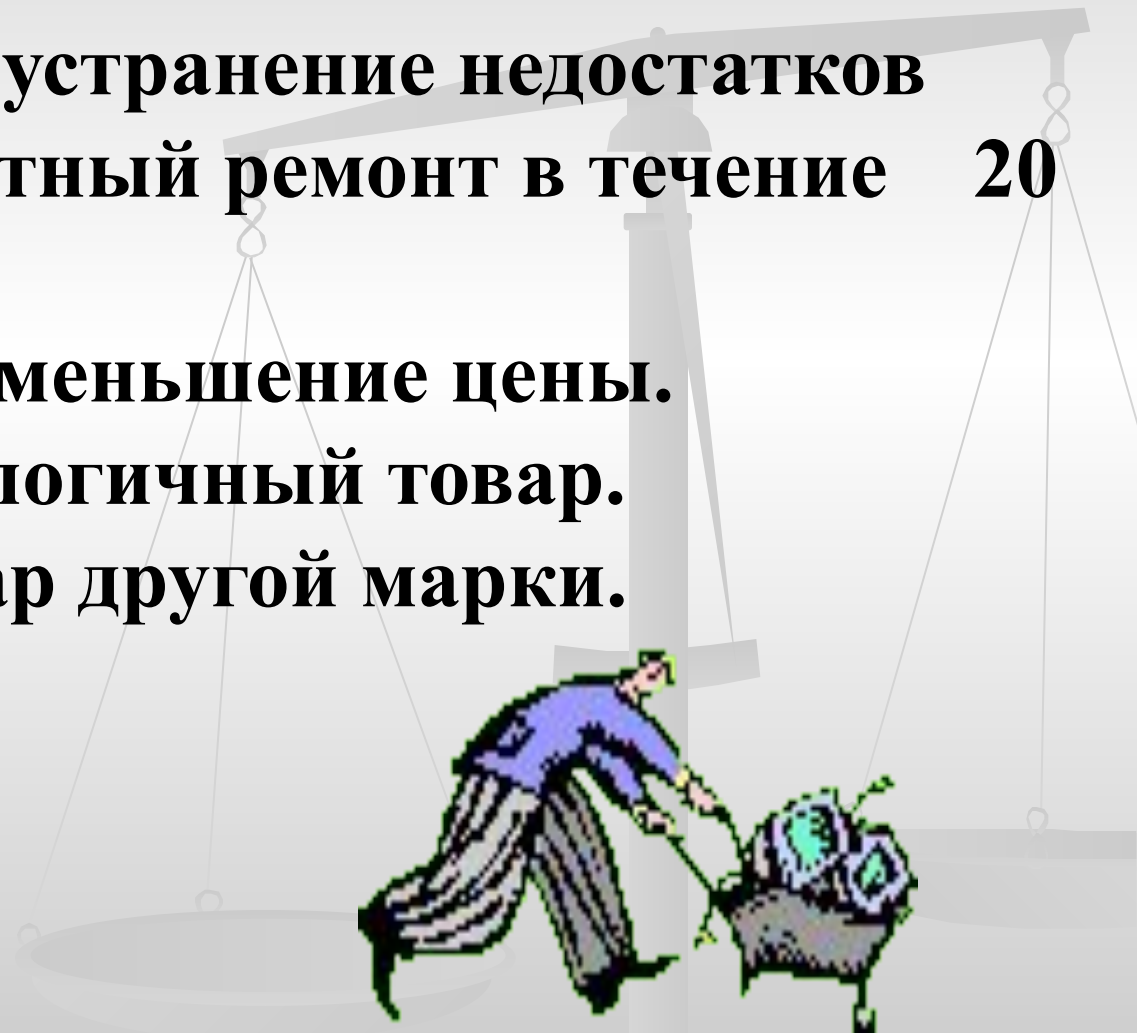 устранение недостатков
тный ремонт в течение 20
меньшение цены.
логичный товар.
ар другой марки.